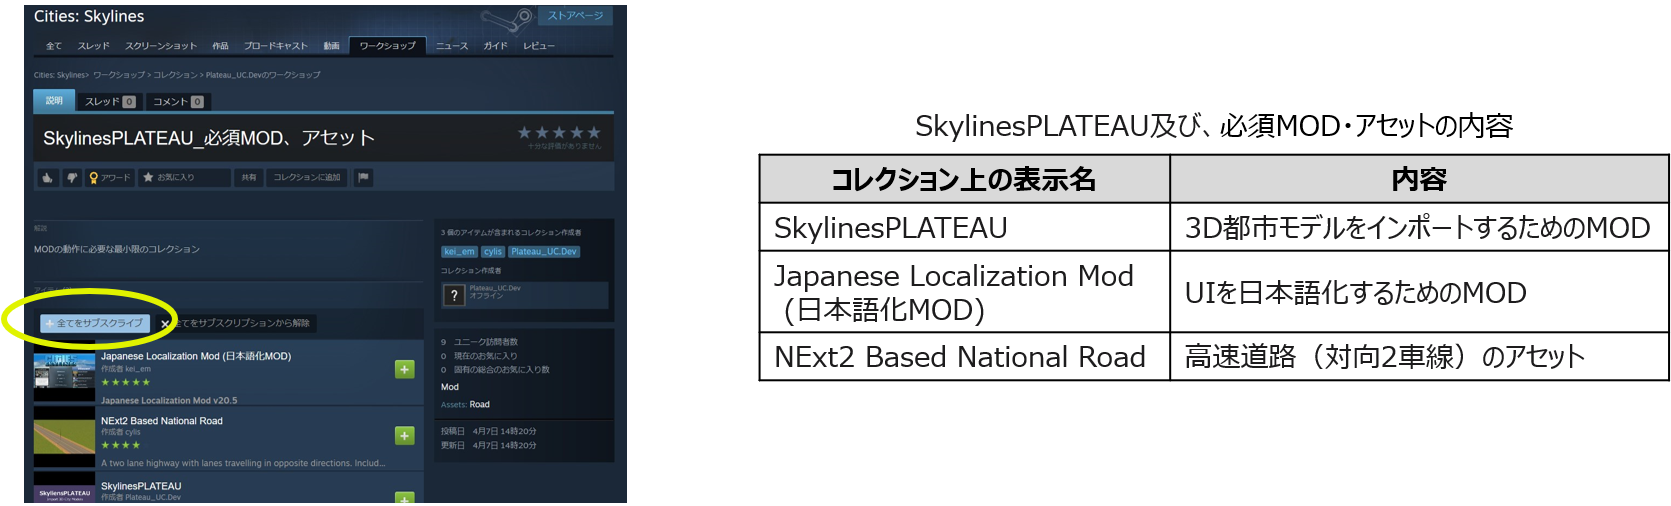 Cities: Skylines
ストアページ
全て スレッド スクリーンショット 作品 ブロードキャスト 動画 ワークショップ ニュース ガイド レビュー
Cities: Skylines> ワークショップ > コレクション > Plateau_UC.Devのワークショップ
説明 スレッド 0 コメント 0
SkylinesPLATEAU_必須MOD、アセット
十分な評価がありません
アワード お気に入り 共有 コレクションに追加
解説
MODの動作に必要な最小限のコレクション
3 個のアイテムが含まれるコレクション作成者
kei_em cylis Plateau_UC.Dev
コレクション作成者
?
Plateau_UC.Dev
オフライン
+ 全てをサブスクライブ
全てをサブスクリプションから解除
9 ユニーク訪問者数
0 現在のお気に入り
0 固有の総合のお気に入り数
Mod
Assets: Road
投稿日 4月7日 14時20分
更新日 4月7日 14時20分
Japanese Localization Mod (日本語化MOD)
作成者 kei_em
Japanese Localization Mod v20.5
NExt2 Based National Road
作成者 cylis
A two lane highway with lanes travelling in opposite directions. Includ...
SkylinesPLATEAU
SkylinesPLATEAU
作成者 Plateau_UC.Dev
SkylinesPLATEAU及び、必須MOD・アセットの内容
コレクション上の表示名 内容
SkylinesPLATEAU 3D都市モデルをインポートするためのMOD
Japanese Localization Mod
(日本語化MOD)
UIを日本語化するためのMOD
NExt2 Based National Road 高速道路（対向2車線）のアセット